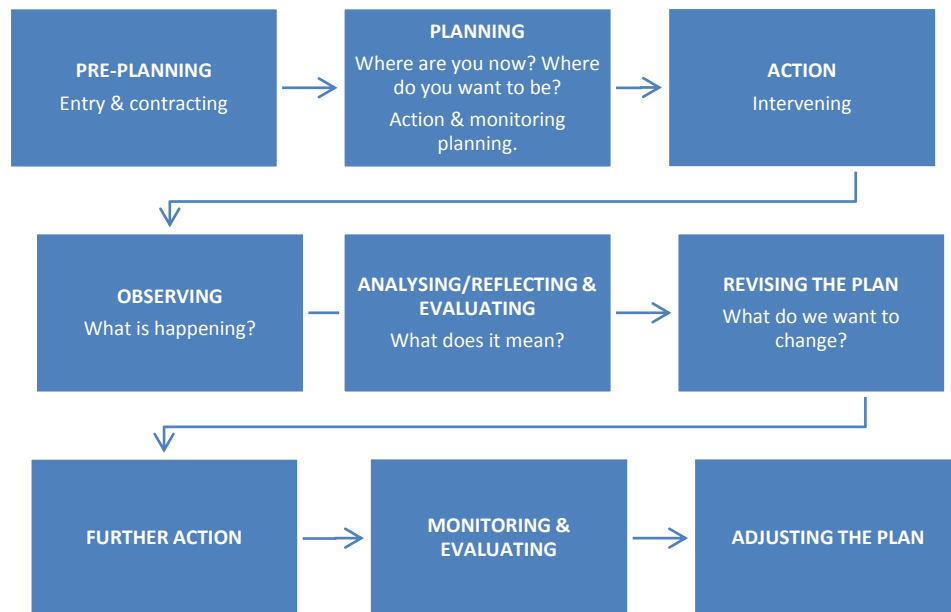 PRE-PLANNING
Entry & contracting
PLANNING
Where are you now? Where
do you want to be?
Action & monitoring
planning.
ACTION
Intervening
OBSERVING
What is happening?
ANALYSING/REFLECTING &
EVALUATING
What does it mean?
REVISING THE PLAN
What do we want to
change?
FURTHER ACTION
MONITORING &
EVALUATING
ADJUSTING THE PLAN